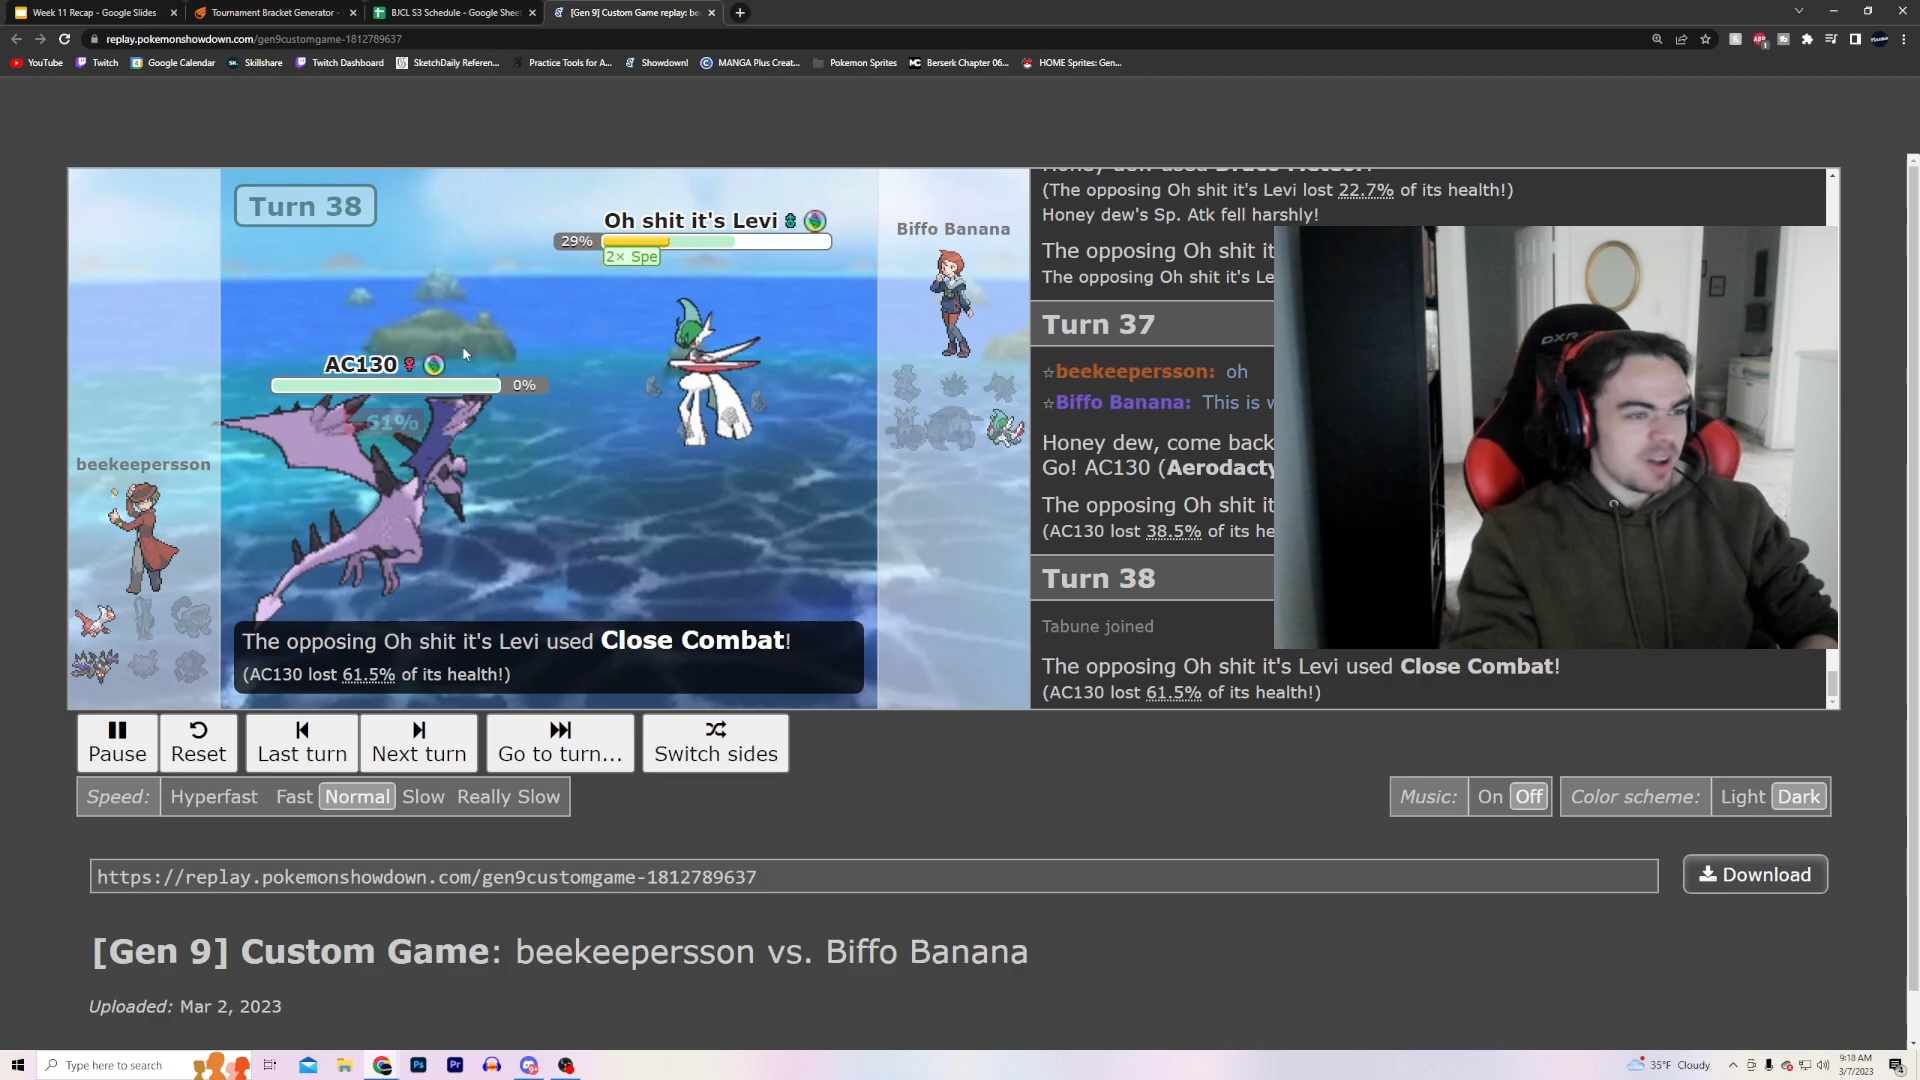 Week 11 Recap - Google Slides
Tournament Bracket Generator -
BJCL S3 Schedule - Google Shee
[Gen 9] Custom Game replay: be
replay.pokemonshowdown.com/gen9customgame-1812789637
YouTube
Twitch
Google Calendar
Skillshare
Twitch Dashboard
SketchDaily Referen...
Practice Tools for A...
Showdown!
MANGA Plus Creat...
Pokemon Sprites
Berserk Chapter 06...
HOME Sprites: Gen...
Turn 38
Oh shit it's Levi
29%
2× Spe
Biffo Banana
AC130
0%
61%
beekeepersson
The opposing Oh shit it's Levi used Close Combat!
(AC130 lost 61.5% of its health!)
(The opposing Oh shit it's Levi lost 22.7% of its health!)
Honey dew's Sp. Atk fell harshly!
The opposing Oh shit it
The opposing Oh shit it's Le
Turn 37
☆beekeepersson: oh
☆Biffo Banana: This is w
Honey dew, come back
Go! AC130 (Aerodacty
The opposing Oh shit it
(AC130 lost 38.5% of its he
Turn 38
Tabune joined
The opposing Oh shit it's Levi used Close Combat!
(AC130 lost 61.5% of its health!)
DXR
Pause
Reset
Last turn
Next turn
Go to turn...
Switch sides
Speed: Hyperfast Fast Normal Slow Really Slow
Music: On Off
Color scheme: Light Dark
https://replay.pokemonshowdown.com/gen9customgame-1812789637
Download
[Gen 9] Custom Game: beekeepersson vs. Biffo Banana
Uploaded: Mar 2, 2023
Type here to search
35°F Cloudy
9:18 AM
3/7/2023